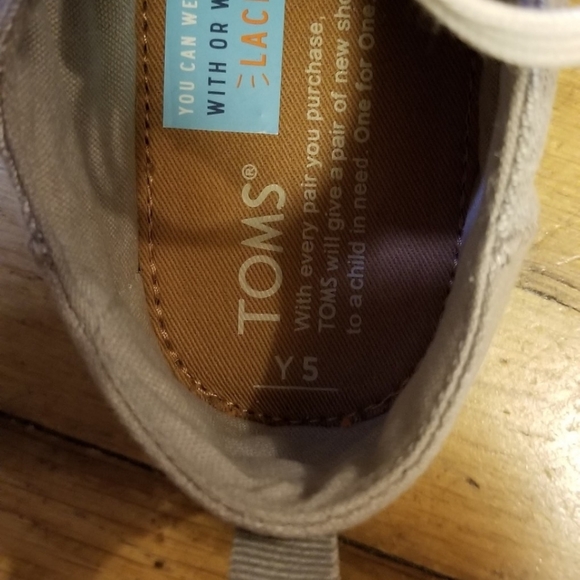 YOU CAN WE
WITH OR W
LAC
TOMS®
With every pair you purchase,
TOMS will give a pair of new sho
to a child in need. One for One.
Y 5